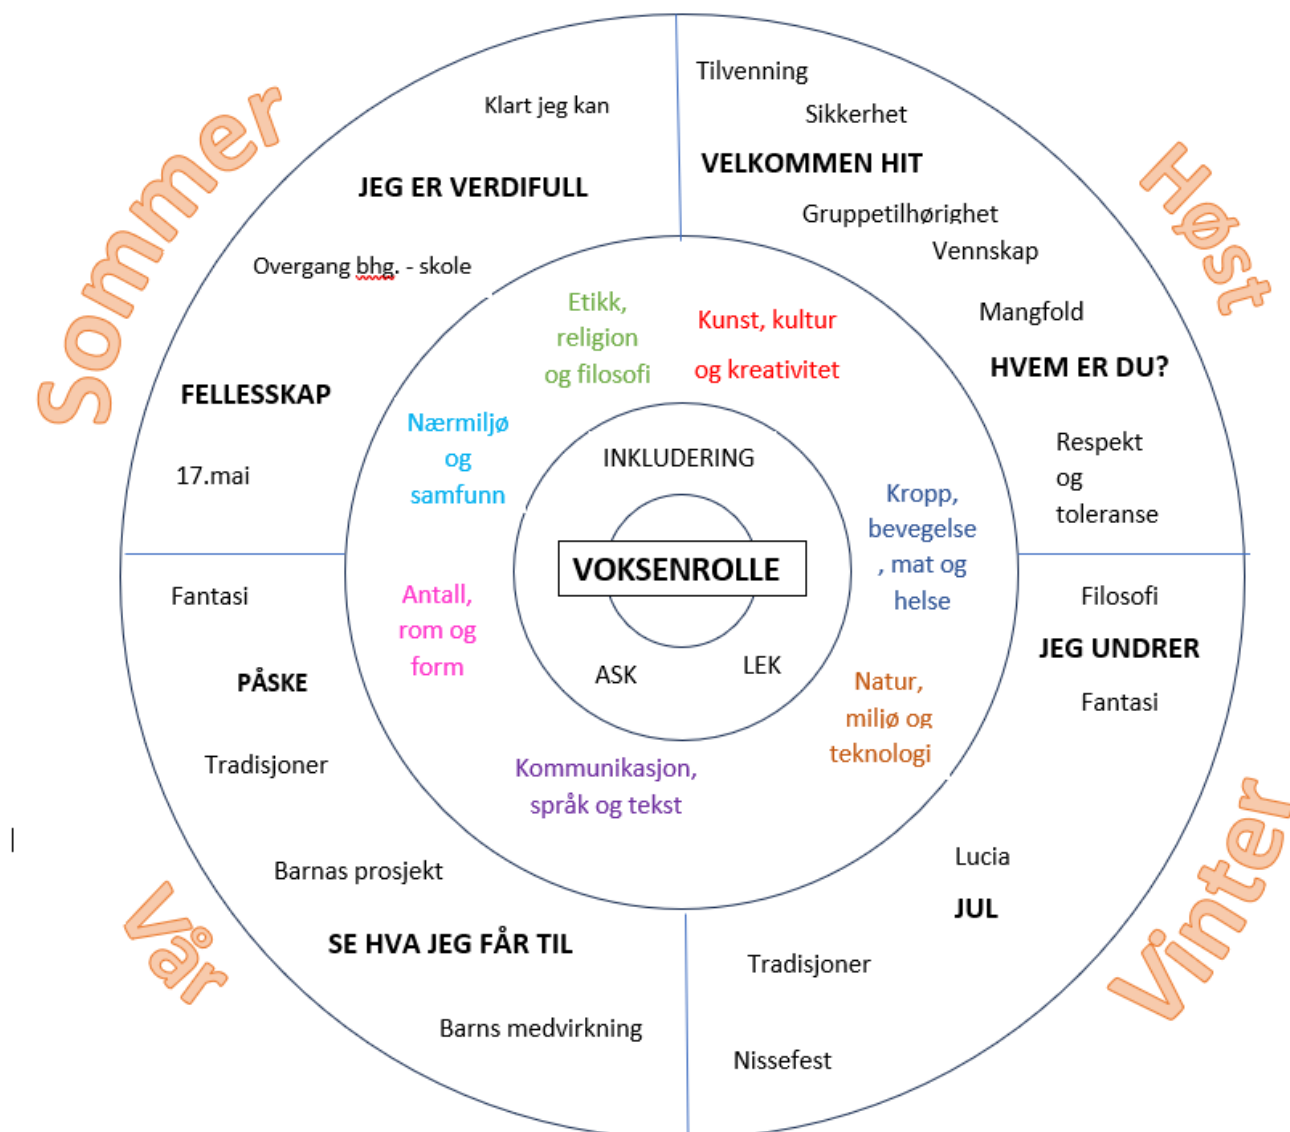 Sommer
Høst
Vinter
Vår
Tilvenning
Sikkerhet
VELKOMMEN HIT
Gruppetilhørighet
Vennskap
Mangfold
HVEM ER DU?
Respekt
og
toleranse
Filosofi
JEG UNDRER
Fantasi
Lucia
JUL
Tradisjoner
Nissefest
Barns medvirkning
SE HVA JEG FÅR TIL
Barnas prosjekt
Tradisjoner
PÅSKE
Fantasi
17.mai
FELLESSKAP
Overgang bhg. - skole
JEG ER VERDIFULL
Klart jeg kan
Etikk,
religion
og filosofi
Kunst, kultur
og kreativitet
Kropp,
bevegelse
, mat og
helse
Natur,
miljø og
teknologi
Kommunikasjon,
språk og tekst
Antall,
rom og
form
Nærmiljø
og
samfunn
INKLUDERING
VOKSENROLLE
ASK
LEK